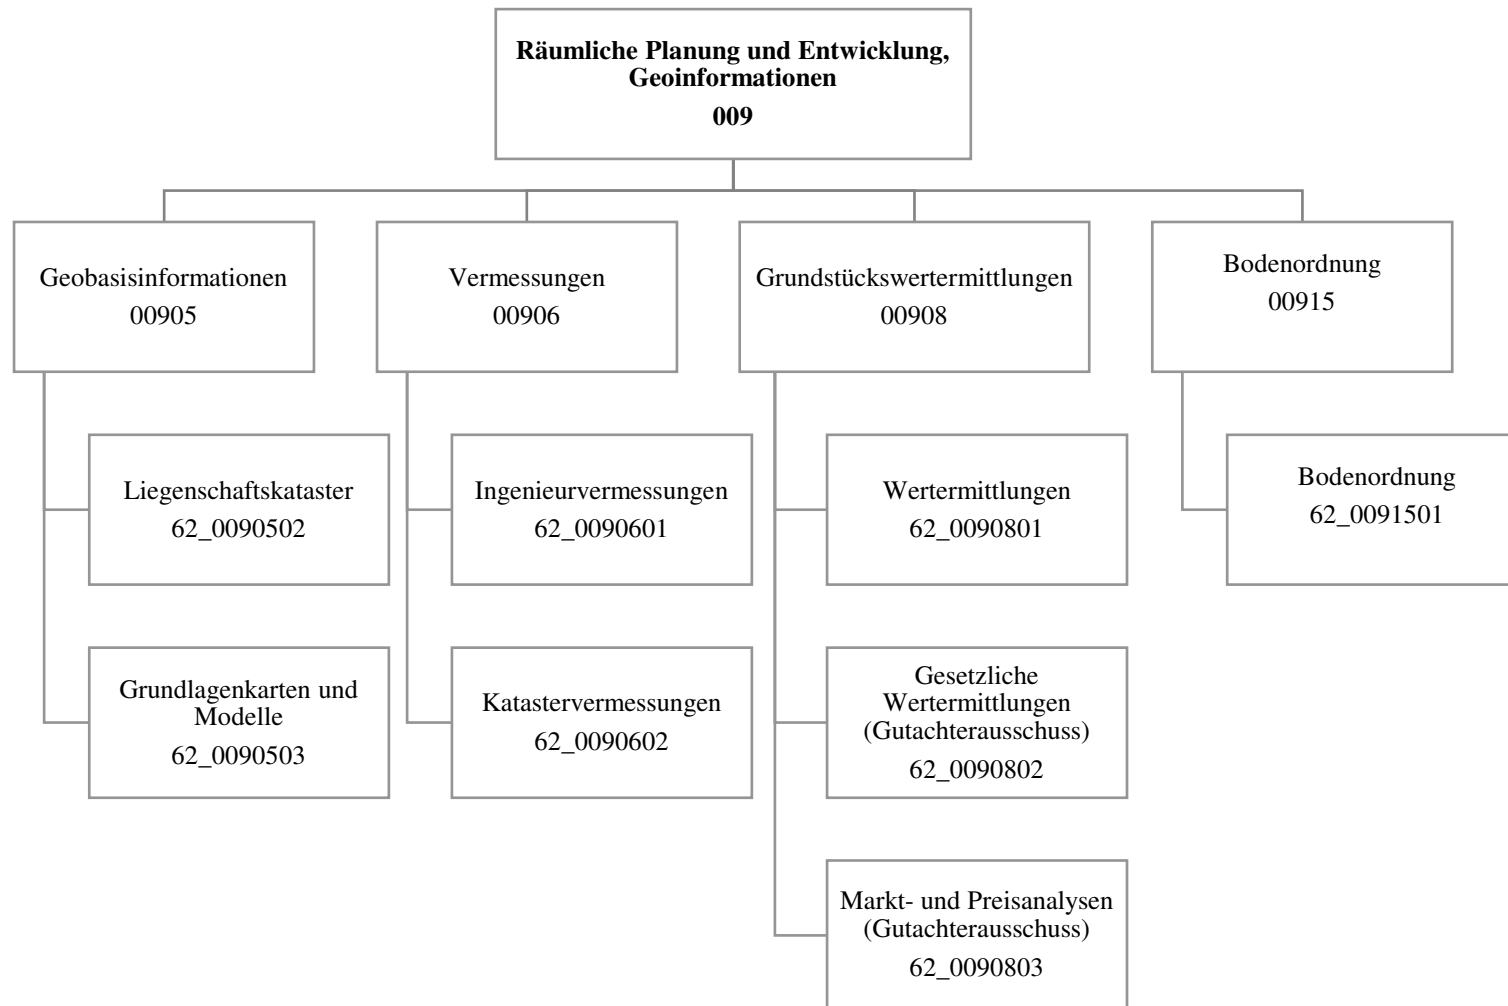 Räumliche Planung und Entwicklung,
Geoinformationen
009
Geobasisinformationen
00905
Vermessungen
00906
Grundstückswertermittlungen
00908
Bodenordnung
00915
Liegenschaftskataster
62_0090502
Ingenieurvermessungen
62_0090601
Wertermittlungen
62_0090801
Bodenordnung
62_0091501
Grundlagenkarten und
Modelle
62_0090503
Katastervermessungen
62_0090602
Gesetzliche
Wertermittlungen
(Gutachterausschuss)
62_0090802
Markt- und Preisanalysen
(Gutachterausschuss)
62_0090803